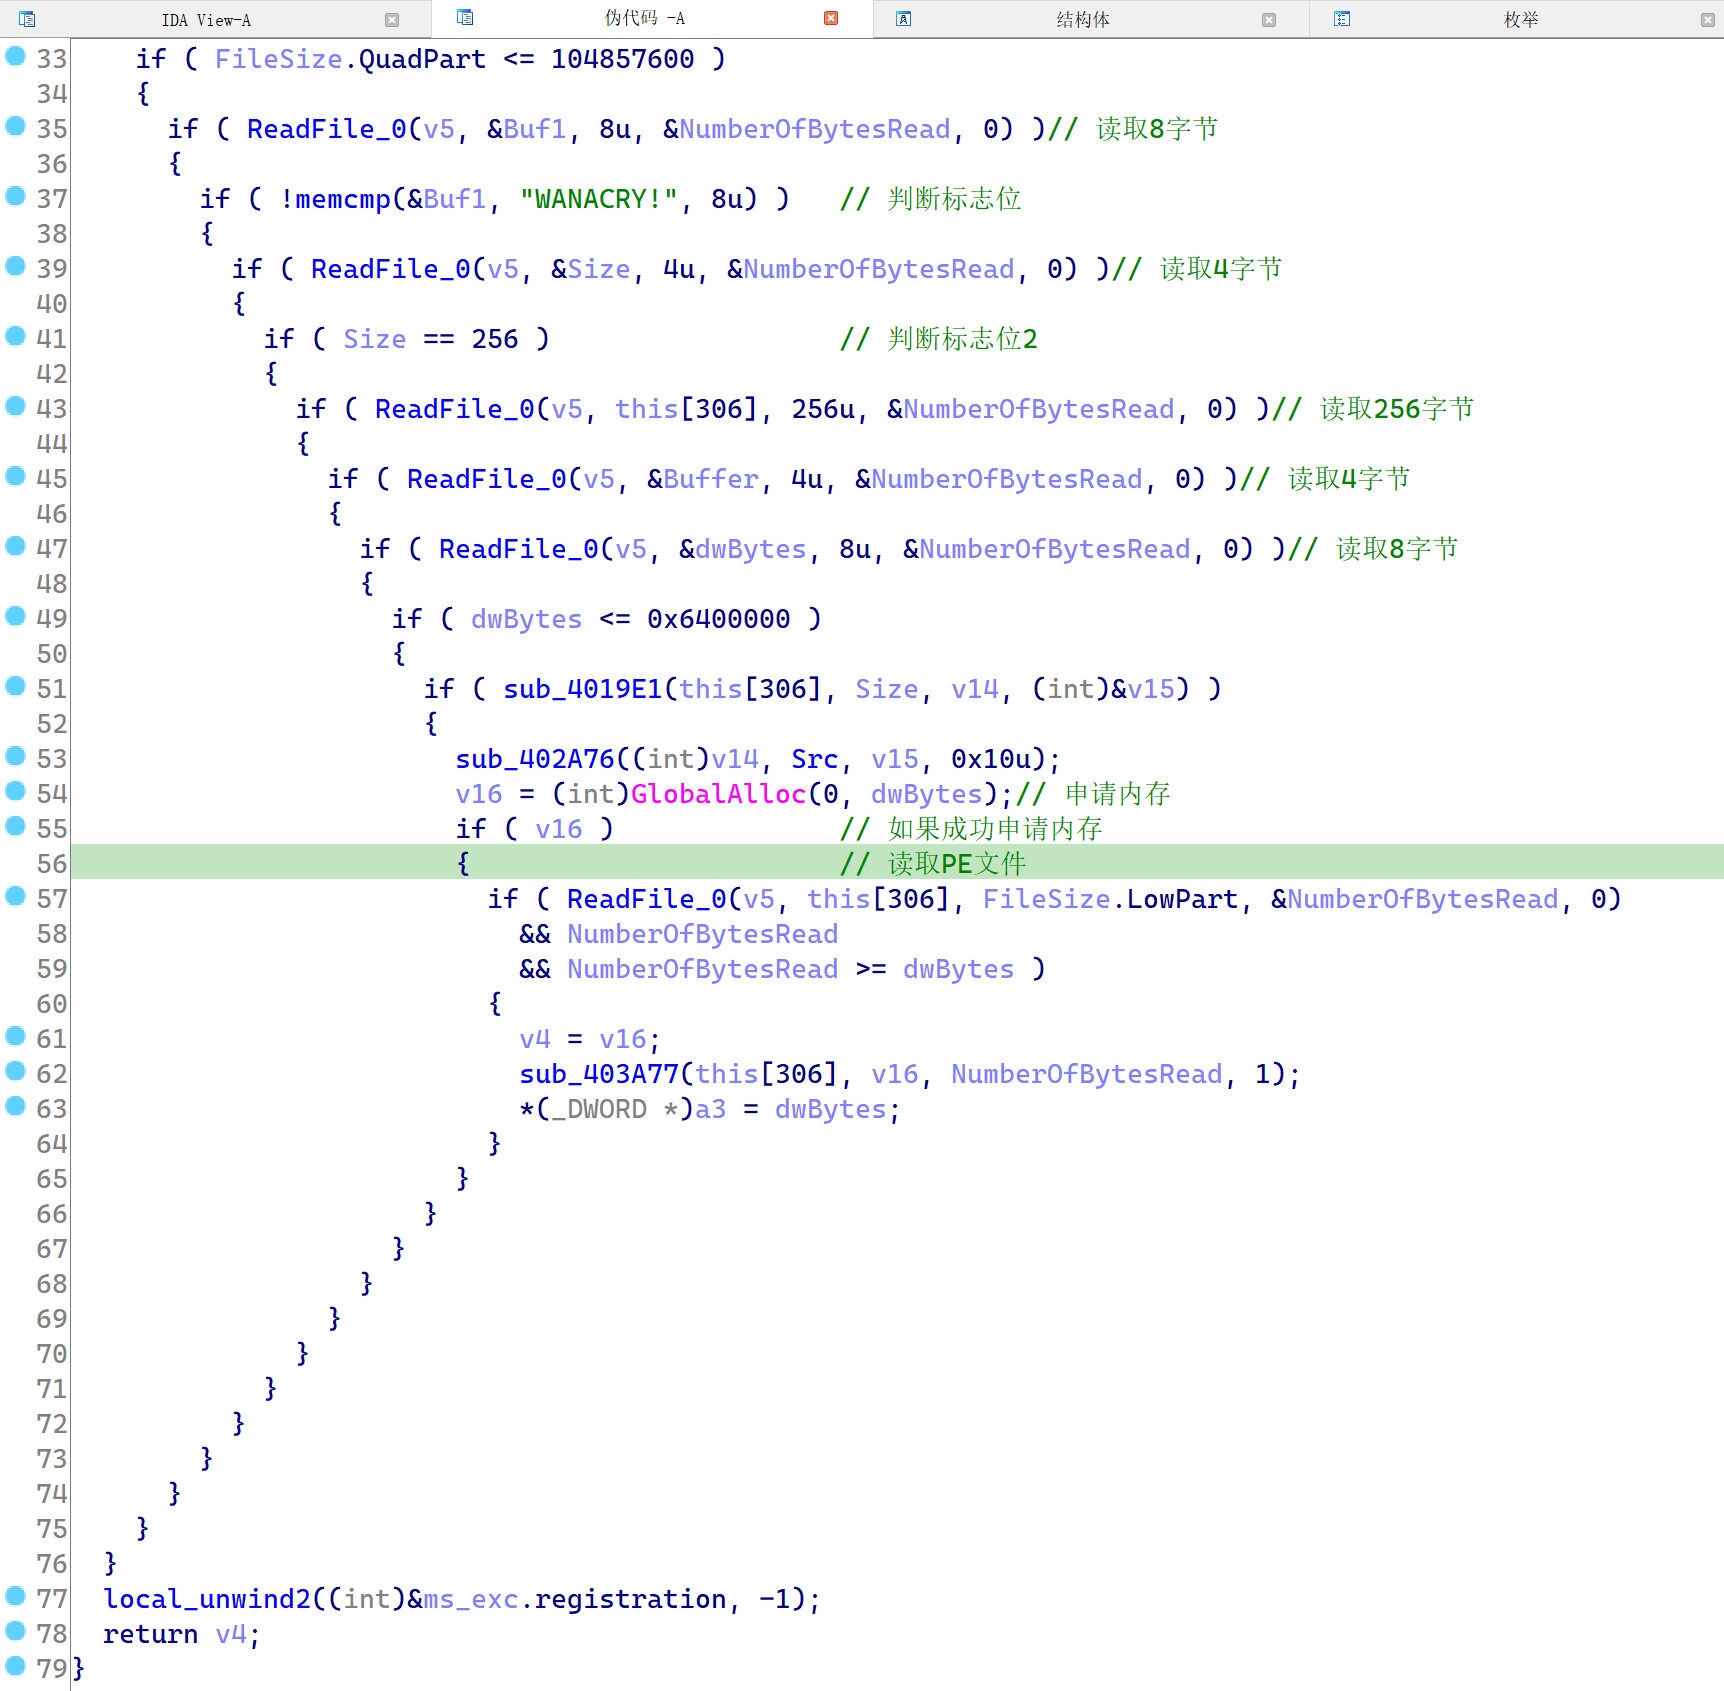 IDA View-A 伪代码 -A 结构体 枚举
33 if ( FileSize.QuadPart <= 104857600 )
34 {
35 if ( ReadFile_0(v5, &Buf1, 8u, &NumberOfBytesRead, 0) )// 读取8字节
36 {
37 if ( !memcmp(&Buf1, "WANACRY!", 8u) ) // 判断标志位
38 {
39 if ( ReadFile_0(v5, &Size, 4u, &NumberOfBytesRead, 0) )// 读取4字节
40 {
41 if ( Size == 256 ) // 判断标志位2
42 {
43 if ( ReadFile_0(v5, this[306], 256u, &NumberOfBytesRead, 0) )// 读取256字节
44 {
45 if ( ReadFile_0(v5, &Buffer, 4u, &NumberOfBytesRead, 0) )// 读取4字节
46 {
47 if ( ReadFile_0(v5, &dwBytes, 8u, &NumberOfBytesRead, 0) )// 读取8字节
48 {
49 if ( dwBytes <= 0x6400000 )
50 {
51 if ( sub_4019E1(this[306], Size, v14, (int)&v15) )
52 {
53 sub_402A76((int)v14, Src, v15, 0x10u);
54 v16 = (int)GlobalAlloc(0, dwBytes);// 申请内存
55 if ( v16 ) // 如果成功申请内存
56 { // 读取PE文件
57 if ( ReadFile_0(v5, this[306], FileSize.LowPart, &NumberOfBytesRead, 0)
58 && NumberOfBytesRead
59 && NumberOfBytesRead >= dwBytes )
60 {
61 v4 = v16;
62 sub_403A77(this[306], v16, NumberOfBytesRead, 1);
63 *(_DWORD *)a3 = dwBytes;
64 }
65 }
66 }
67 }
68 }
69 }
70 }
71 }
72 }
73 }
74 }
75 }
76 }
77 local_unwind2((int)&ms_exc.registration, -1);
78 return v4;
79 }